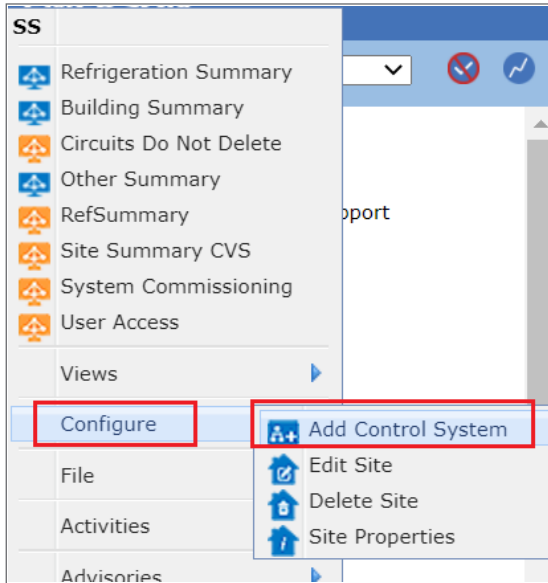 SS
Refrigeration Summary
Building Summary
Circuits Do Not Delete
Other Summary
RefSummary
pport
Site Summary CVS
System Commissioning
User Access
Views
Configure
Add Control System
File
Edit Site
Delete Site
Activities
Site Properties
Advisories